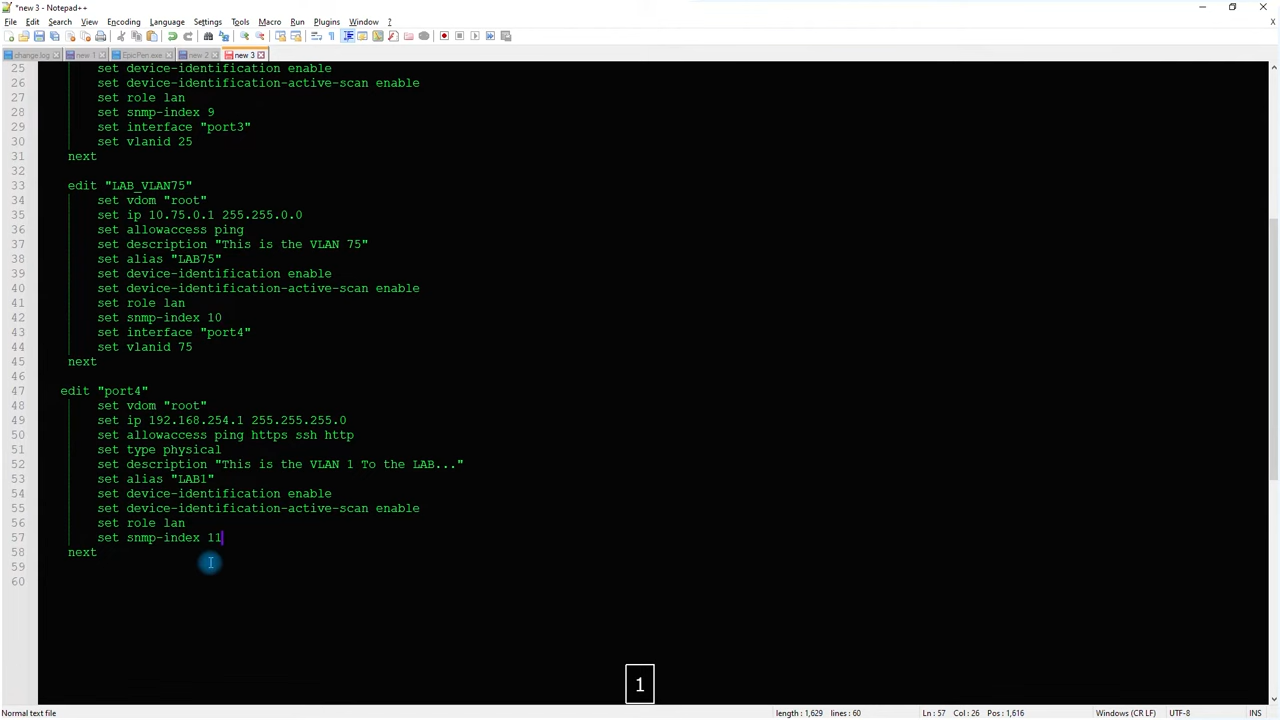 *new 3 - Notepad++
File Edit Search View Encoding Language Settings Tools Macro Run Plugins Window ?
change.log new 1 EpicPen.exe new 2 new 3
25 set device-identification enable
26 set device-identification-active-scan enable
27 set role lan
28 set snmp-index 9
29 set interface "port3"
30 set vlanid 25
31 next
32
33 edit "LAB_VLAN75"
34 set vdom "root"
35 set ip 10.75.0.1 255.255.0.0
36 set allowaccess ping
37 set description "This is the VLAN 75"
38 set alias "LAB75"
39 set device-identification enable
40 set device-identification-active-scan enable
41 set role lan
42 set snmp-index 10
43 set interface "port4"
44 set vlanid 75
45 next
46
47 edit "port4"
48 set vdom "root"
49 set ip 192.168.254.1 255.255.255.0
50 set allowaccess ping https ssh http
51 set type physical
52 set description "This is the VLAN 1 To the LAB..."
53 set alias "LAB1"
54 set device-identification enable
55 set device-identification-active-scan enable
56 set role lan
57 set snmp-index 11
58 next
59
60
1
Normal text file length : 1,629 lines : 60 Ln : 57 Col : 26 Pos : 1,616 Windows (CR LF) UTF-8 INS